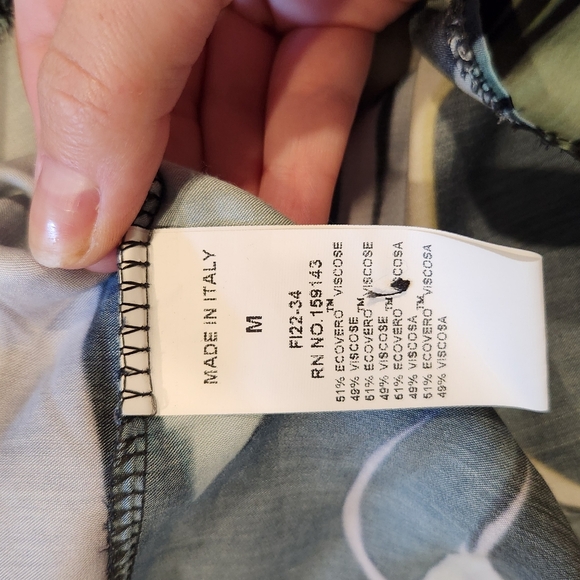 MADE IN ITALY
M
FI22-34
RN NO.159143
51% ECOVERO™ VISCOSE
49% VISCOSE
51% ECOVERO™ VISCOSE
49% VISCOSE
51% ECOVERO™ VISCOSA
49% VISCOSA
51% ECOVERO™ VISCOSA
49% VISCOSA